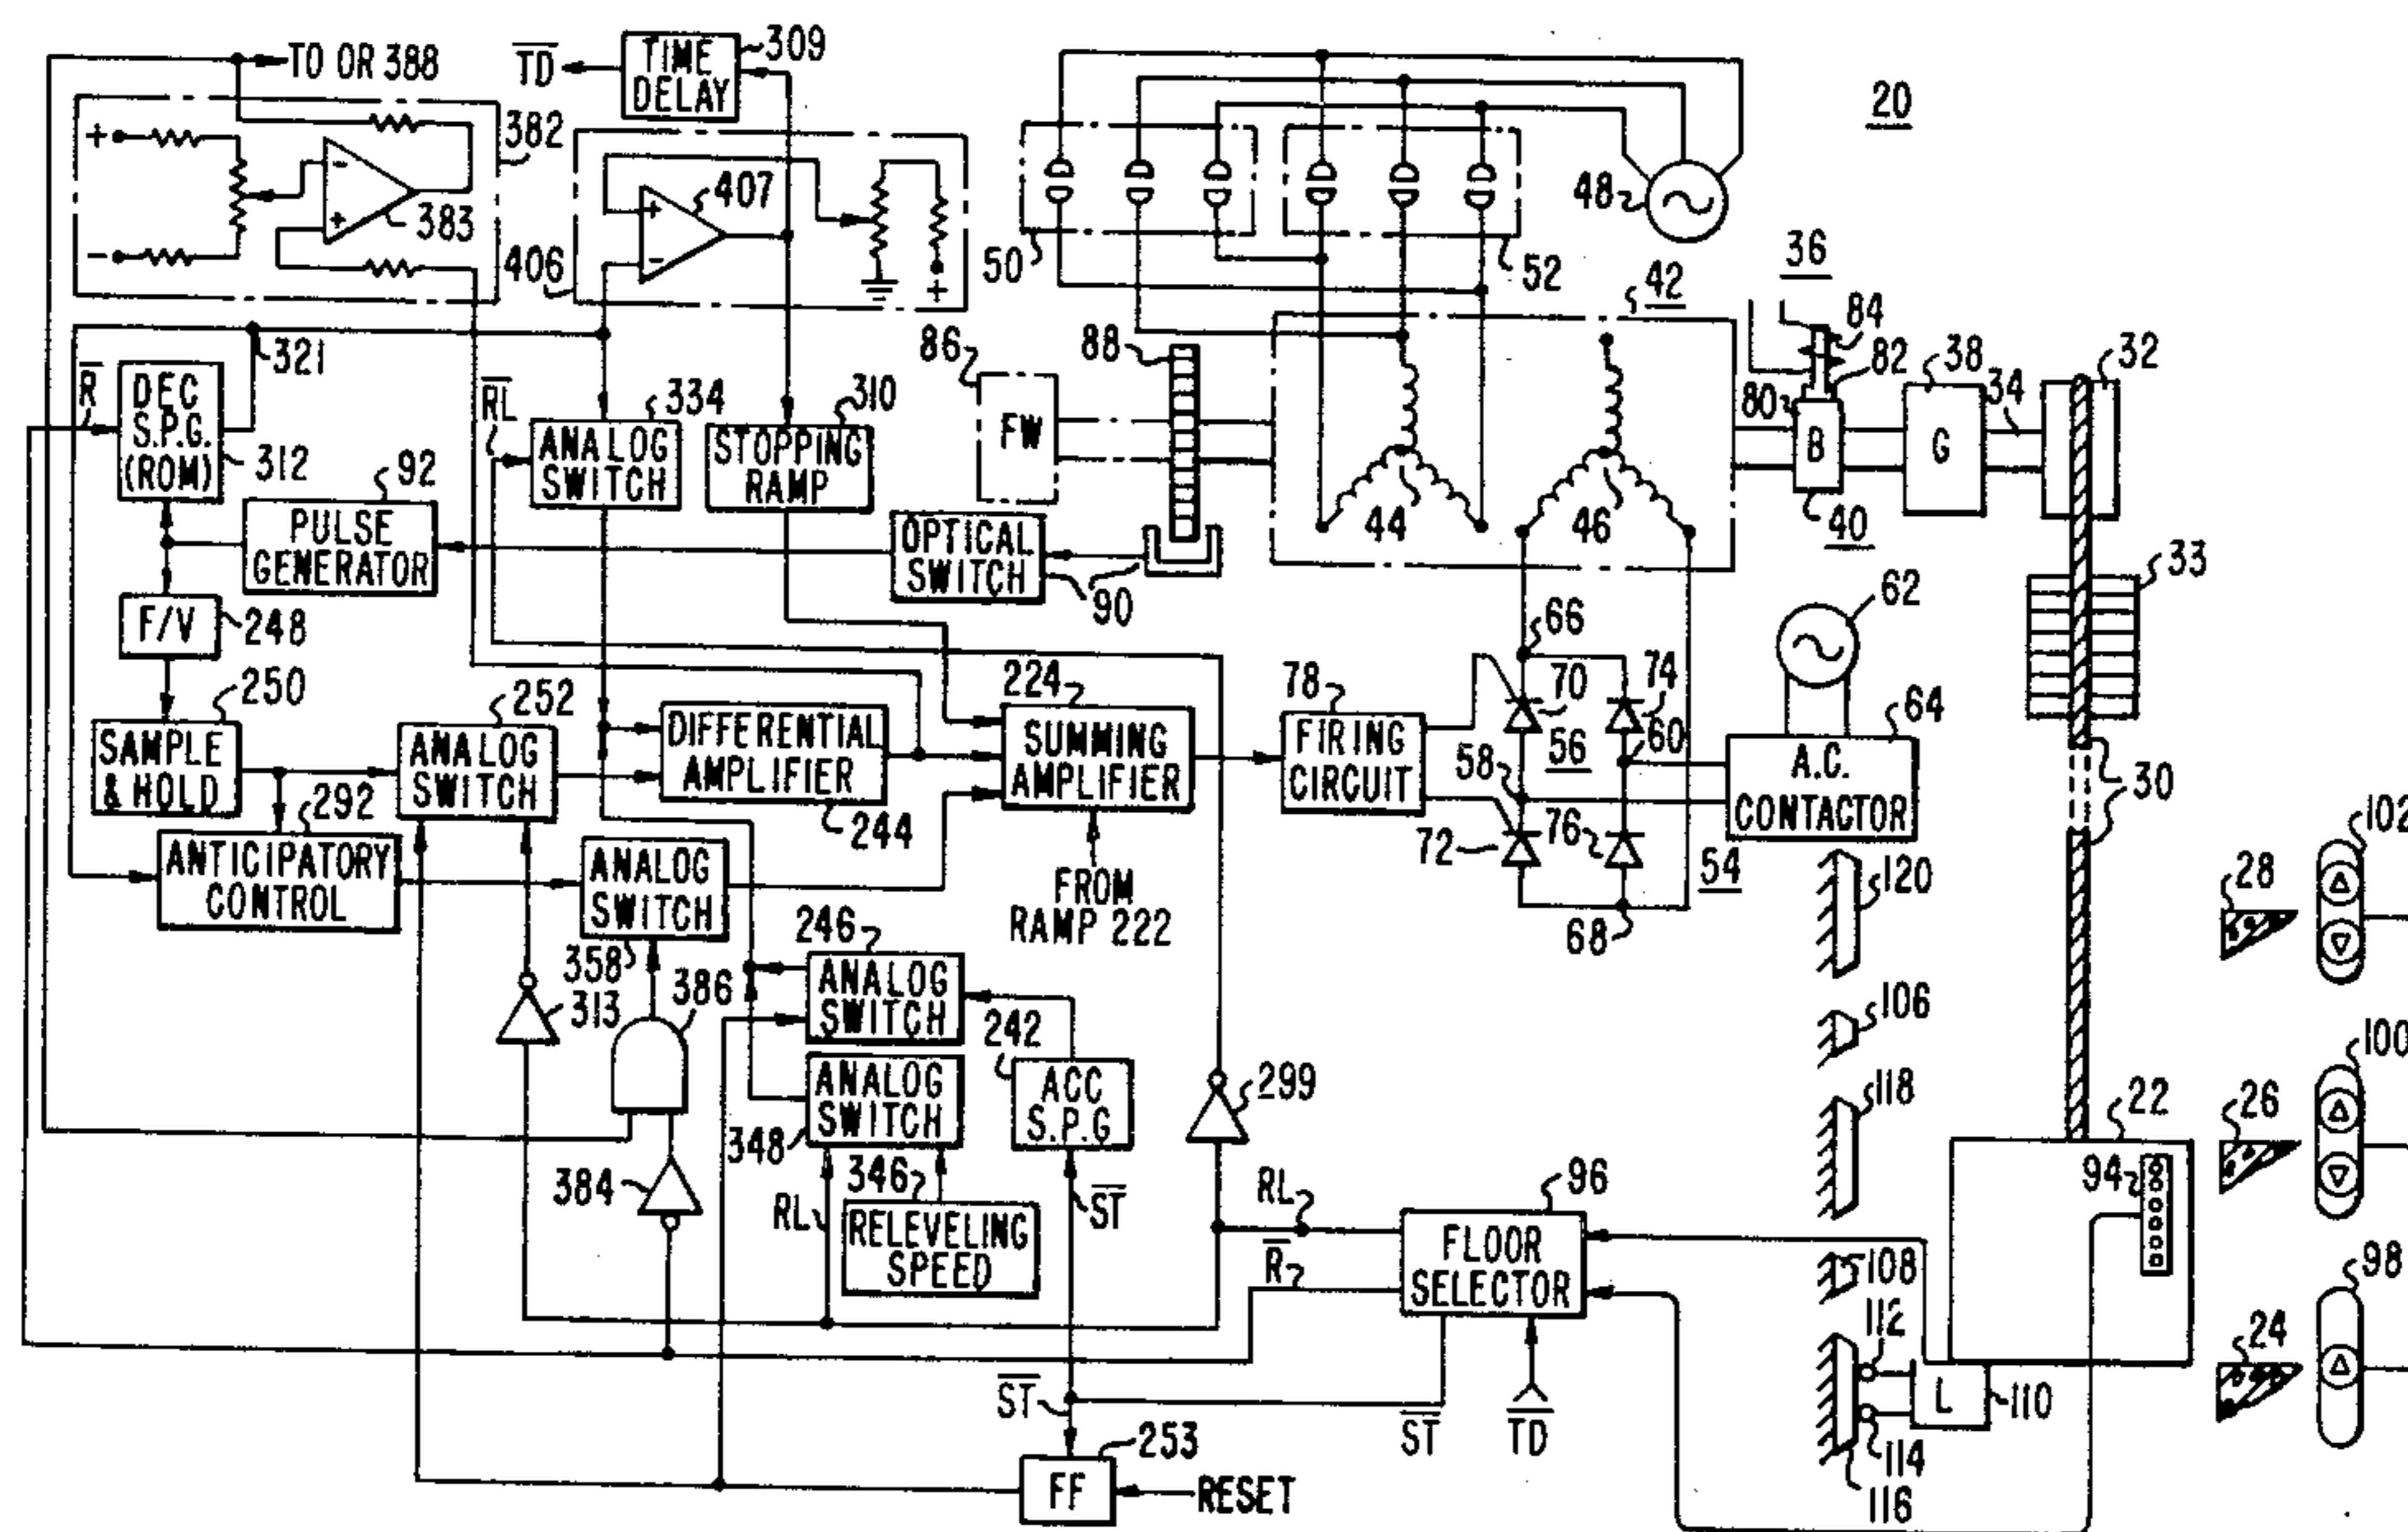 TO OR 388
TD
TIME
DELAY
309
20
+
-
-
+
383
382
+
-
407
406
+
50
52
48
36
42
84
82
80
B
40
38
G
34
32
33
321
R
DEC
S.P.G.
(ROM)
312
RL
334
ANALOG
SWITCH
310
STOPPING
RAMP
86
FW
88
44
46
92
PULSE
GENERATOR
OPTICAL
SWITCH
90
F/V
248
66
62
250
SAMPLE
& HOLD
252
ANALOG
SWITCH
DIFFERENTIAL
AMPLIFIER
244
224
SUMMING
AMPLIFIER
78
FIRING
CIRCUIT
70
74
56
58
60
72
76
64
A.C.
CONTACTOR
54
68
30
292
ANTICIPATORY
CONTROL
ANALOG
SWITCH
358
FROM
RAMP 222
120
28
102
313
386
246
ANALOG
SWITCH
242
ACC
S.P.G
106
118
100
26
22
94
348
ANALOG
SWITCH
299
384
RL
346
RELEVELING
SPEED
ST
RL
R
96
FLOOR
SELECTOR
108
112
98
24
ST
ST
TD
L
110
114
116
253
FF
RESET